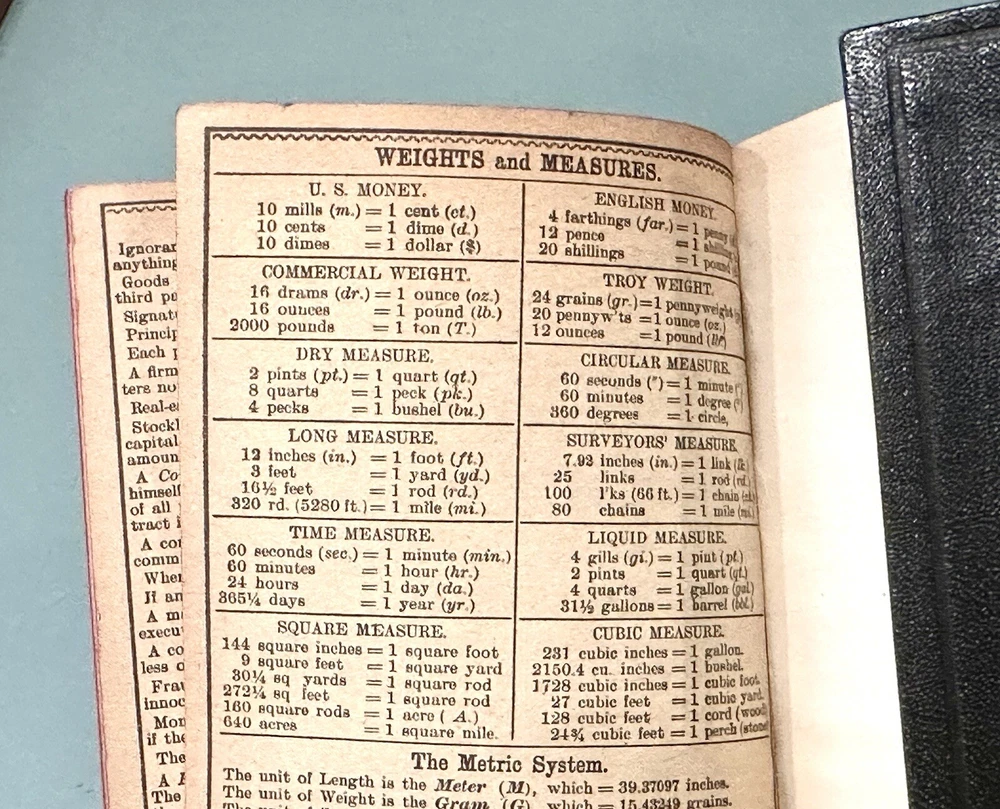 Ignoran
anything
Goods
third pe
Signat
Princip
Each
A firm
ters no
Real-e
Stockl
capital
amoun
A Co
himself
of all
tract i
A co
comm
When
If an
A m
execu
A co
less
Frau
innoc
Mor
if the
The
A
The
WEIGHTS and MEASURES.
U. S. MONEY.
10 mills (m.) = 1 cent (ct.)
10 cents = 1 dime (d.)
10 dimes = 1 dollar ($)
ENGLISH MONEY.
4 farthings (far.) = 1 penny
12 pence = 1 shilling
20 shillings = 1 pound
COMMERCIAL WEIGHT.
16 drams (dr.) = 1 ounce (oz.)
16 ounces = 1 pound (lb.)
2000 pounds = 1 ton (T.)
TROY WEIGHT.
24 grains (gr.) = 1 pennyweight
20 pennyw'ts = 1 ounce (oz.)
12 ounces = 1 pound (lb.)
DRY MEASURE.
2 pints (pt.) = 1 quart (qt.)
8 quarts = 1 peck (pk.)
4 pecks = 1 bushel (bu.)
CIRCULAR MEASURE.
60 seconds (") = 1 minute (')
60 minutes = 1 degree (°)
360 degrees = 1 circle,
LONG MEASURE.
12 inches (in.) = 1 foot (ft.)
3 feet = 1 yard (yd.)
16½ feet = 1 rod (rd.)
320 rd. (5280 ft.) = 1 mile (mi.)
SURVEYORS' MEASURE
7.92 inches (in.) = 1 link (lk
25 links = 1 rod (rd.
100 l'ks (66 ft.) = 1 chain
80 chains = 1 mile (mi.
TIME MEASURE.
60 seconds (sec.) = 1 minute (min.)
60 minutes = 1 hour (hr.)
24 hours = 1 day (da.)
365¼ days = 1 year (yr.)
LIQUID MEASURE.
4 gills (gi.) = 1 pint (pt.)
2 pints = 1 quart (qt.)
4 quarts = 1 gallon (gal.)
31½ gallons = 1 barrel (bbl.)
SQUARE MEASURE.
144 square inches = 1 square foot
9 square feet = 1 square yard
30¼ sq yards = 1 square rod
272¼ sq feet = 1 square rod
160 square rods = 1 acre ( A.)
640 acres = 1 square mile.
CUBIC MEASURE.
231 cubic inches = 1 gallon.
2150.4 cu. inches = 1 bushel.
1728 cubic inches = 1 cubic foot.
27 cubic feet = 1 cubic yard.
128 cubic feet = 1 cord (wood
24¾ cubic feet = 1 perch (stone
The Metric System.
The unit of Length is the Meter (M), which = 39.37097 inches.
The unit of Weight is the Gram (G), which = 15.43249 grains.